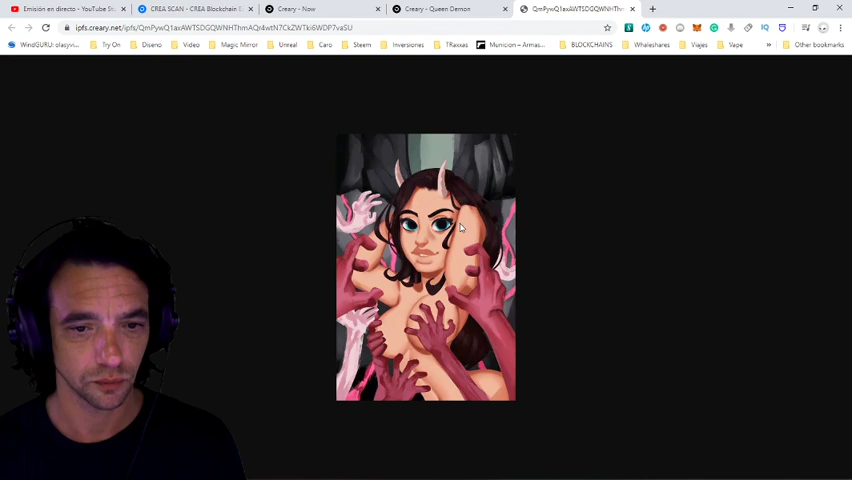 Emisión en directo - YouTube St
CREA SCAN - CREA Blockchain E
Creary - Now
Creary - Queen Demon
ipfs.creary.net/ipfs/QmPywQ1axAWTSDGQWNHThmAQr4wtN7CkZWTki6WDP7vaSU
WindGURU: olasyvi
Try On
Diseno
Video
Magic Mirror
Unreal
Caro
Steem
Inversiones
TRaxxas
Municion – Armas
BLOCKCHAINS
Whaleshares
Viajes
Vape
»
Other bookmarks